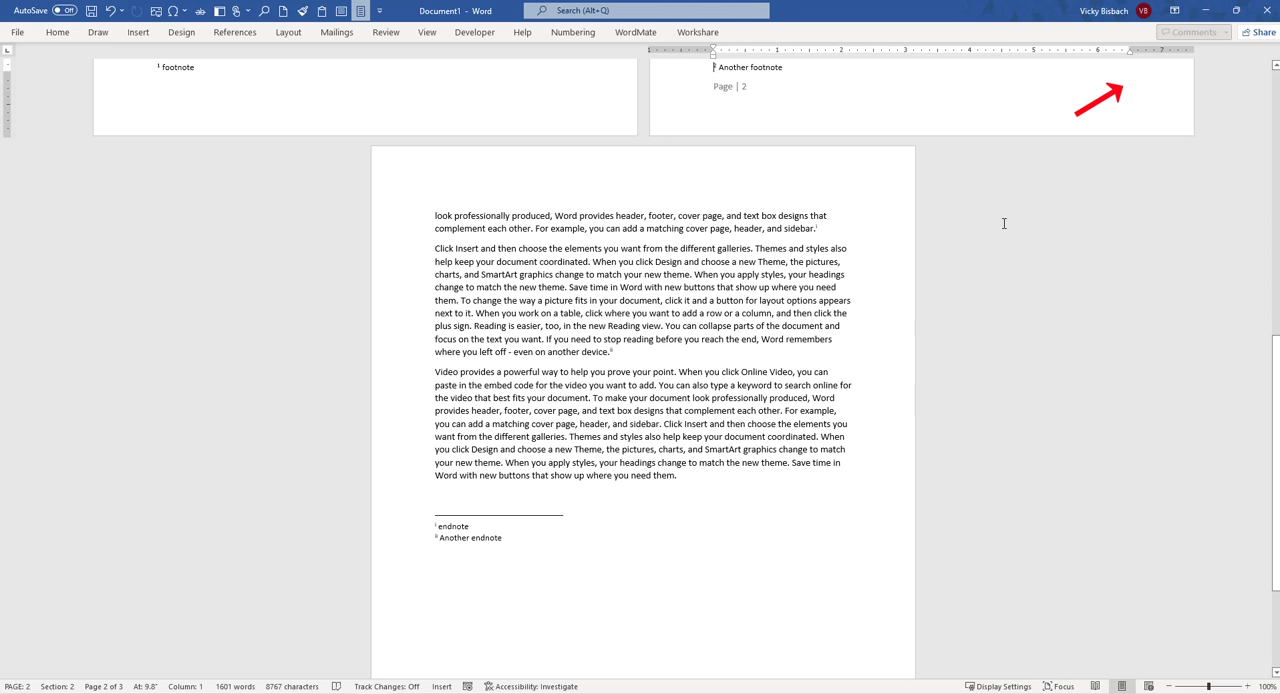 AutoSave Off
Document1 - Word
Search (Alt+Q)
Vicky Bisbach VB
File Home Draw Insert Design References Layout Mailings Review View Developer Help Numbering WordMate Workshare
Comments Share
1 1 2 3 4 5 6 7
1 footnote
2 Another footnote
Page | 2
look professionally produced, Word provides header, footer, cover page, and text box designs that
complement each other. For example, you can add a matching cover page, header, and sidebar.i
Click Insert and then choose the elements you want from the different galleries. Themes and styles also
help keep your document coordinated. When you click Design and choose a new Theme, the pictures,
charts, and SmartArt graphics change to match your new theme. When you apply styles, your headings
change to match the new theme. Save time in Word with new buttons that show up where you need
them. To change the way a picture fits in your document, click it and a button for layout options appears
next to it. When you work on a table, click where you want to add a row or a column, and then click the
plus sign. Reading is easier, too, in the new Reading view. You can collapse parts of the document and
focus on the text you want. If you need to stop reading before you reach the end, Word remembers
where you left off - even on another device.ii
Video provides a powerful way to help you prove your point. When you click Online Video, you can
paste in the embed code for the video you want to add. You can also type a keyword to search online for
the video that best fits your document. To make your document look professionally produced, Word
provides header, footer, cover page, and text box designs that complement each other. For example,
you can add a matching cover page, header, and sidebar. Click Insert and then choose the elements you
want from the different galleries. Themes and styles also help keep your document coordinated. When
you click Design and choose a new Theme, the pictures, charts, and SmartArt graphics change to match
your new theme. When you apply styles, your headings change to match the new theme. Save time in
Word with new buttons that show up where you need them.
i endnote
ii Another endnote
PAGE: 2 Section: 2 Page 2 of 3 At: 9.8" Column: 1 1601 words 8767 characters Track Changes: Off Insert Accessibility: Investigate Display Settings Focus 100%